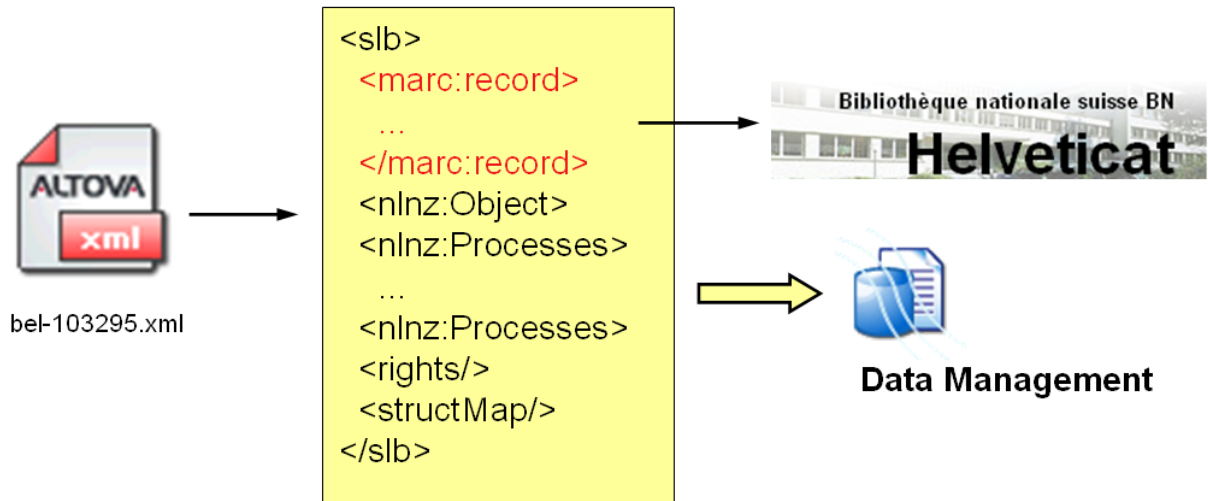 ALTOVA
xml
bel-103295.xml
<slb>
<marc:record>
...
</marc:record>
<nlnz:Object>
<nlnz:Processes>
...
<nlnz:Processes>
<rights/>
<structMap/>
</slb>
Bibliothèque nationale suisse BN
Helveticat
Data Management